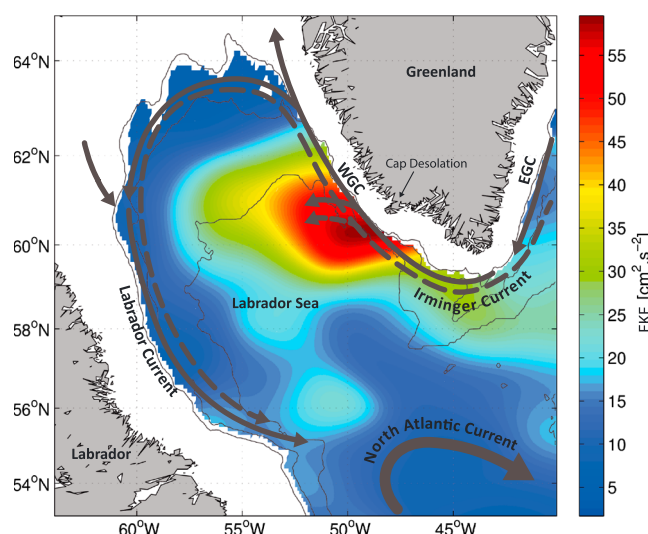 64°N
62°N
60°N
58°N
56°N
54°N
60°W
55°W
50°W
45°W
Greenland
Cap Desolation
WGC
EGC
Irminger Current
Labrador Sea
Labrador Current
Labrador
North Atlantic Current
55
50
45
40
35
30
25
20
15
10
5
EKE [cm².s⁻²]